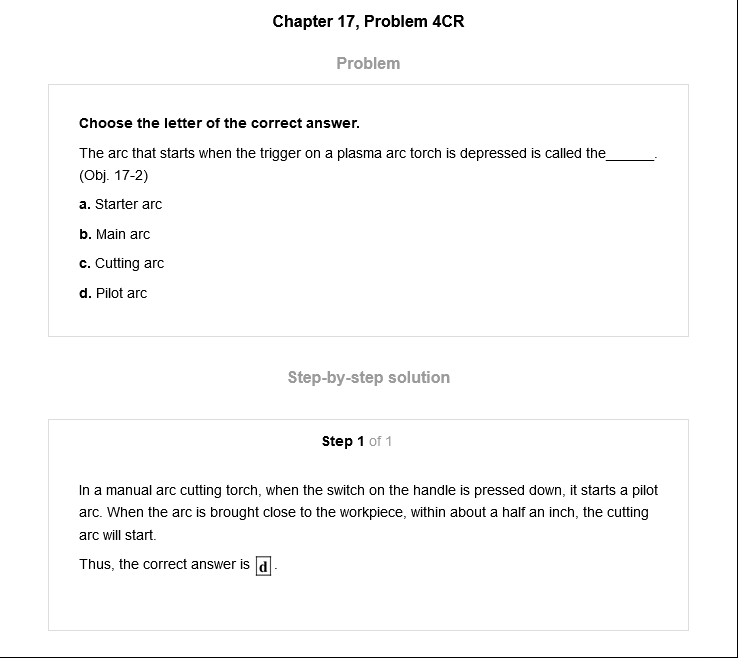 Chapter 17, Problem 4CR
Problem
Choose the letter of the correct answer.
The arc that starts when the trigger on a plasma arc torch is depressed is called the______.
(Obj. 17-2)
a. Starter arc
b. Main arc
c. Cutting arc
d. Pilot arc
Step-by-step solution
Step 1 of 1
In a manual arc cutting torch, when the switch on the handle is pressed down, it starts a pilot
arc. When the arc is brought close to the workpiece, within about a half an inch, the cutting
arc will start.
Thus, the correct answer is d.